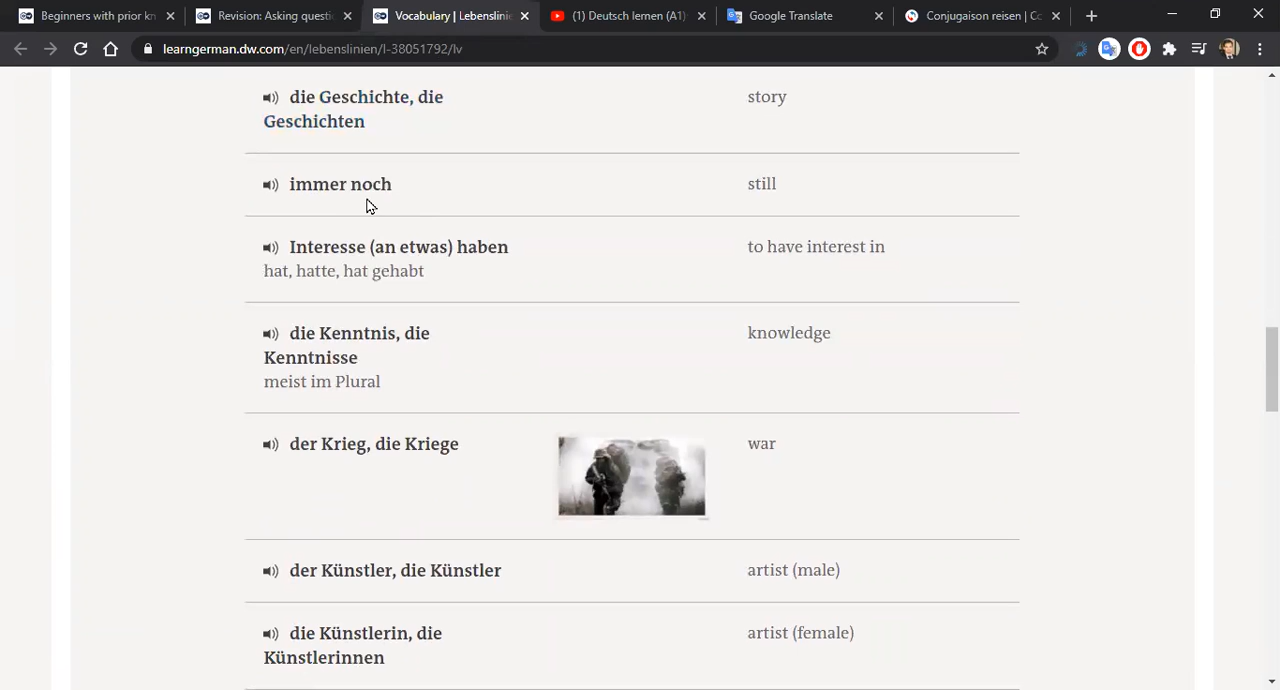 Beginners with prior kn
Revision: Asking questi
Vocabulary | Lebenslinie
(1) Deutsch lernen (A1)
Google Translate
Conjugaison reisen | Co
learngerman.dw.com/en/lebenslinien/l-38051792/lv
die Geschichte, die
Geschichten
story
immer noch
still
Interesse (an etwas) haben
hat, hatte, hat gehabt
to have interest in
die Kenntnis, die
Kenntnisse
meist im Plural
knowledge
der Krieg, die Kriege
war
der Künstler, die Künstler
artist (male)
die Künstlerin, die
Künstlerinnen
artist (female)